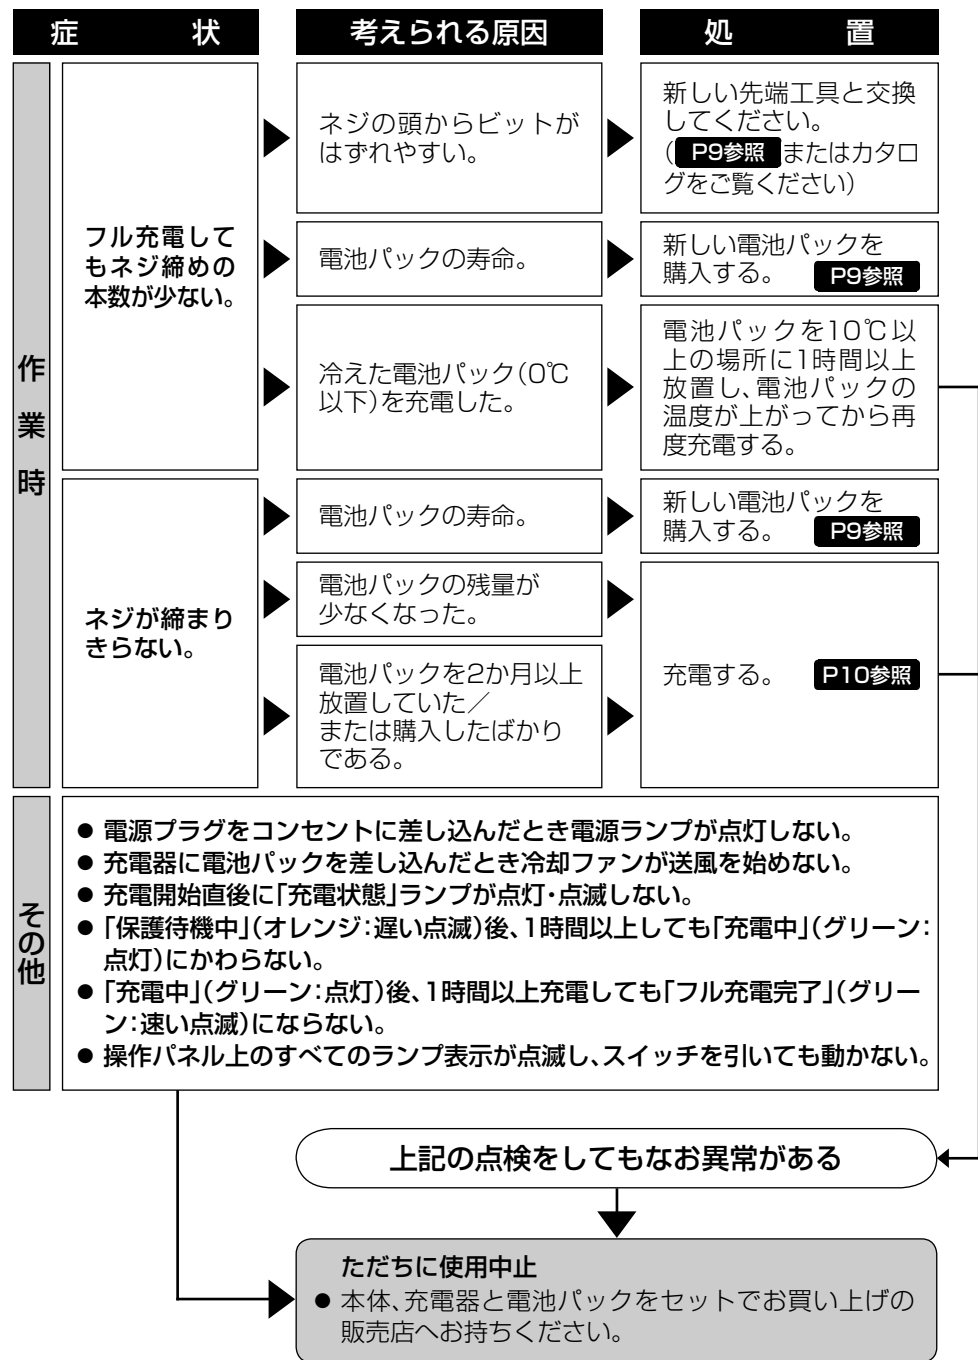 症状
考えられる原因
処置
作業時
フル充電して
もネジ締めの
本数が少ない。
ネジの頭からビットが
はずれやすい。
新しい先端工具と交換
してください。
(P9参照 またはカタロ
グをご覧ください)
電池パックの寿命。
新しい電池パックを
購入する。 P9参照
冷えた電池パック(0℃
以下)を充電した。
電池パックを10℃以
上の場所に1時間以上
放置し、電池パックの
温度が上がってから再
度充電する。
ネジが締まり
きらない。
電池パックの寿命。
新しい電池パックを
購入する。 P9参照
電池パックの残量が
少なくなった。
電池パックを2か月以上
放置していた／
または購入したばかり
である。
充電する。 P10参照
その他
● 電源プラグをコンセントに差し込んだとき電源ランプが点灯しない。
● 充電器に電池パックを差し込んだとき冷却ファンが送風を始めない。
● 充電開始直後に「充電状態」ランプが点灯・点滅しない。
● 「保護待機中」(オレンジ:遅い点滅)後、1時間以上しても「充電中」(グリーン:
点灯)にかわらない。
● 「充電中」(グリーン:点灯)後、1時間以上充電しても「フル充電完了」(グリー
ン:速い点滅)にならない。
● 操作パネル上のすべてのランプ表示が点滅し、スイッチを引いても動かない。
上記の点検をしてもなお異常がある
ただちに使用中止
● 本体、充電器と電池パックをセットでお買い上げの
販売店へお持ちください。